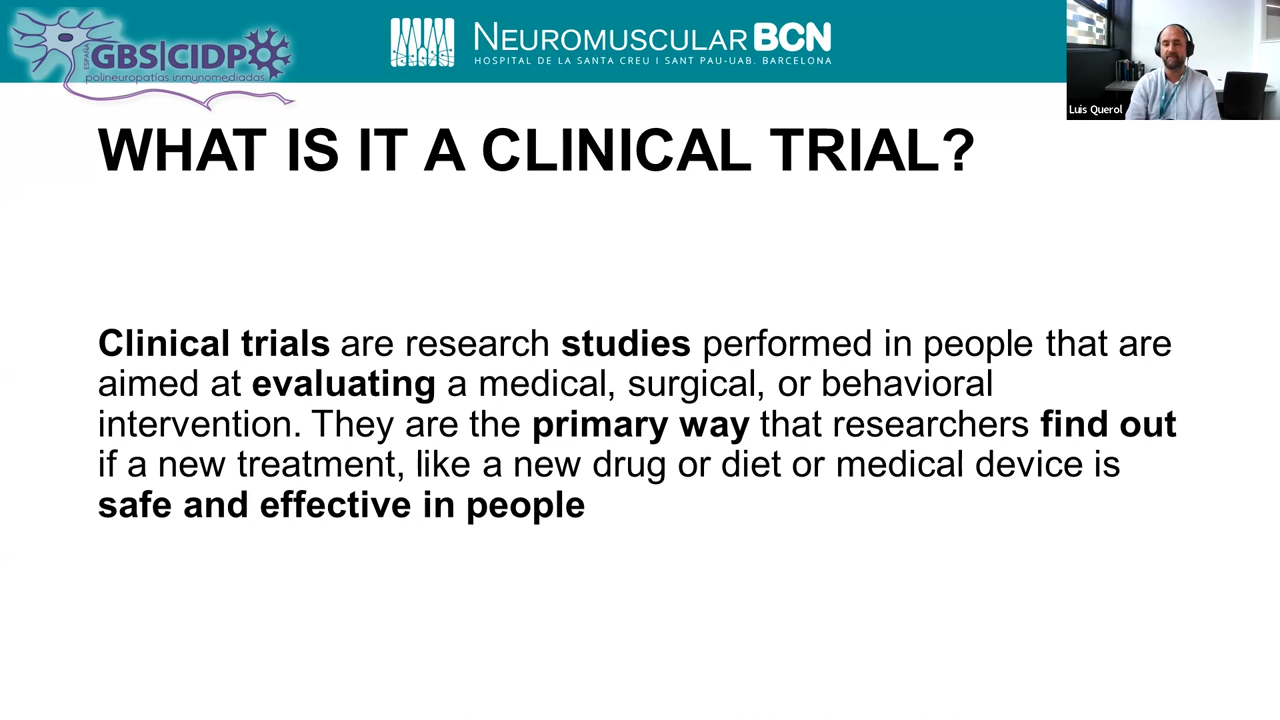 ESPAÑA
GBS|CIDP
polineuropatías inmunomediadas
NEUROMUSCULAR BCN
HOSPITAL DE LA SANTA CREU I SANT PAU-UAB. BARCELONA
Luis Querol
WHAT IS IT A CLINICAL TRIAL?
Clinical trials are research studies performed in people that are
aimed at evaluating a medical, surgical, or behavioral
intervention. They are the primary way that researchers find out
if a new treatment, like a new drug or diet or medical device is
safe and effective in people